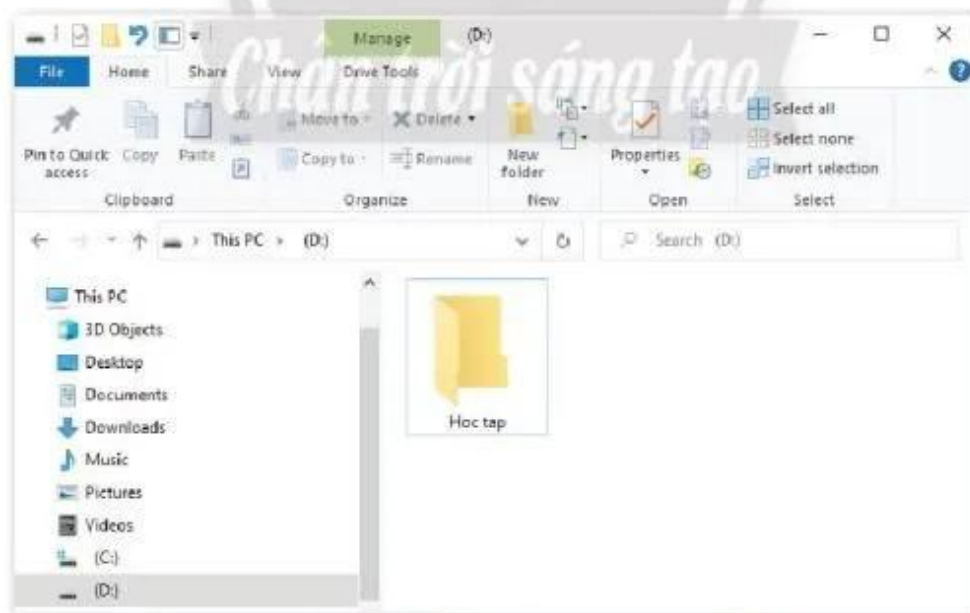 Manage (D:)
Chân trời sáng tạo
File Home Share View Drive Tools
Pin to Quick access
Copy
Paste
Clipboard
Move to
Copy to
Delete
Rename
Organize
New folder
New
Properties
Open
Select all
Select none
Invert selection
Select
This PC > (D:)
Search (D:)
This PC
3D Objects
Desktop
Documents
Downloads
Music
Pictures
Videos
(C:)
(D:)
Hoc tap